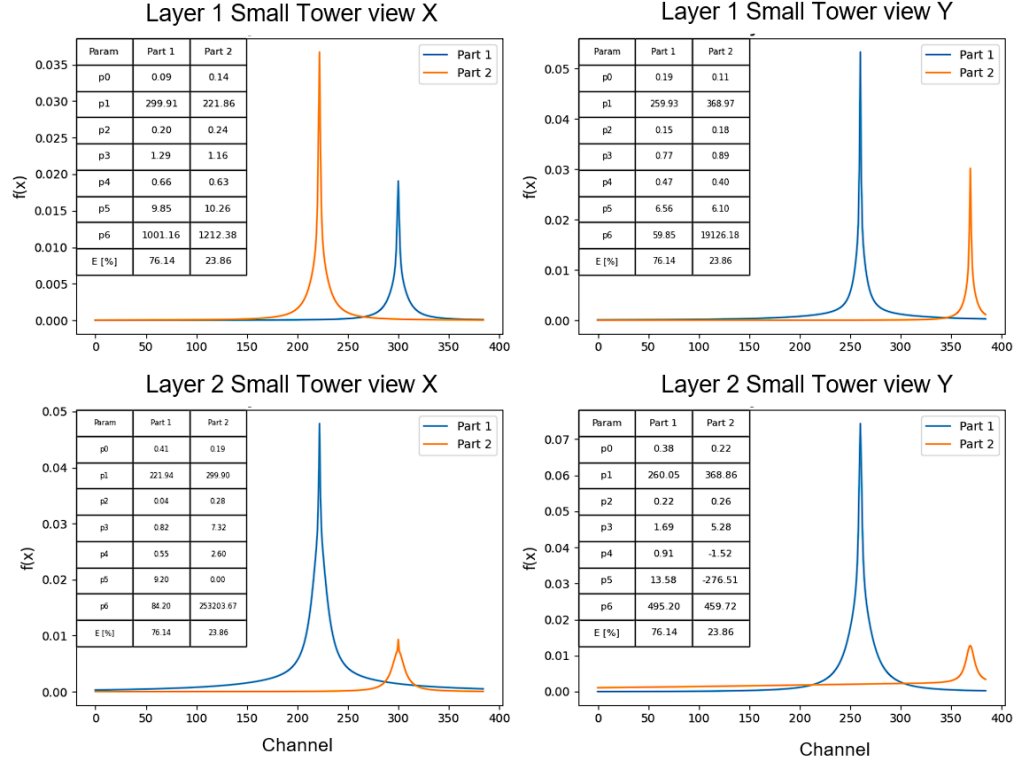 Layer 1 Small Tower view X
Param Part 1 Part 2
p0 0.09 0.14
p1 299.91 221.86
p2 0.20 0.24
p3 1.29 1.16
p4 0.66 0.63
p5 9.85 10.26
p6 1001.16 1212.38
E [%] 76.14 23.86
Part 1
Part 2
f(x)
0.035
0.030
0.025
0.020
0.015
0.010
0.005
0.000
0 50 100 150 200 250 300 350 400
Layer 1 Small Tower view Y
Param Part 1 Part 2
p0 0.19 0.11
p1 259.93 368.97
p2 0.15 0.18
p3 0.77 0.89
p4 0.47 0.40
p5 6.56 6.10
p6 59.85 19126.18
E [%] 76.14 23.86
Part 1
Part 2
f(x)
0.05
0.04
0.03
0.02
0.01
0.00
0 50 100 150 200 250 300 350 400
Layer 2 Small Tower view X
Param Part 1 Part 2
p0 0.41 0.19
p1 221.94 299.90
p2 0.04 0.28
p3 0.82 7.32
p4 0.55 2.60
p5 9.20 0.00
p6 84.20 253203.67
E [%] 76.14 23.86
Part 1
Part 2
f(x)
0.05
0.04
0.03
0.02
0.01
0.00
0 50 100 150 200 250 300 350 400
Channel
Layer 2 Small Tower view Y
Param Part 1 Part 2
p0 0.38 0.22
p1 260.05 368.86
p2 0.22 0.26
p3 1.69 5.28
p4 0.91 -1.52
p5 13.58 -276.51
p6 495.20 459.72
E [%] 76.14 23.86
Part 1
Part 2
f(x)
0.07
0.06
0.05
0.04
0.03
0.02
0.01
0.00
0 50 100 150 200 250 300 350 400
Channel